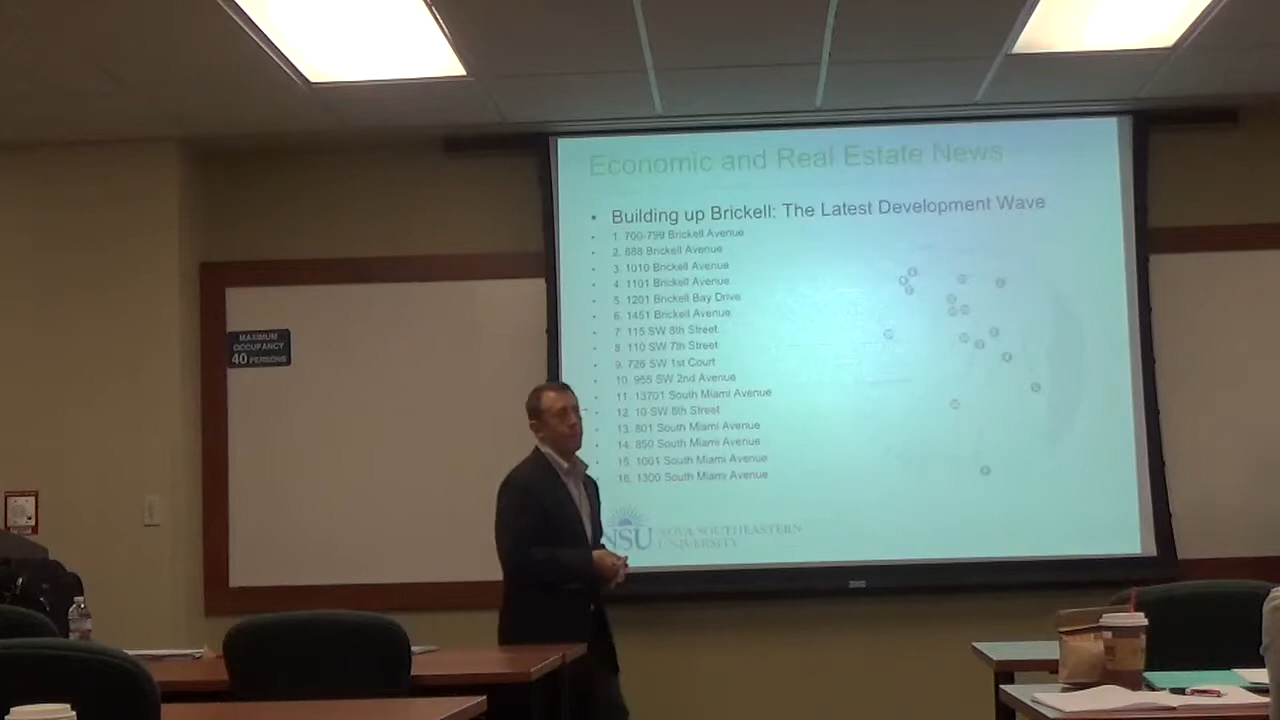 Economic and Real Estate News
• Building up Brickell: The Latest Development Wave
• 1. 700-799 Brickell Avenue
• 2. 888 Brickell Avenue
• 3. 1010 Brickell Avenue
• 4. 1101 Brickell Avenue
• 5. 1201 Brickell Bay Drive
• 6. 1451 Brickell Avenue
• 7. 115 SW 8th Street
• 8. 110 SW 7th Street
• 9. 726 SW 1st Court
• 10. 955 SW 2nd Avenue
• 11. 13701 South Miami Avenue
• 12. 10 SW 8th Street
• 13. 801 South Miami Avenue
• 14. 850 South Miami Avenue
• 15. 1001 South Miami Avenue
• 16. 1300 South Miami Avenue
NSU NOVA SOUTHEASTERN
UNIVERSITY
MAXIMUM
OCCUPANCY
40 PERSONS